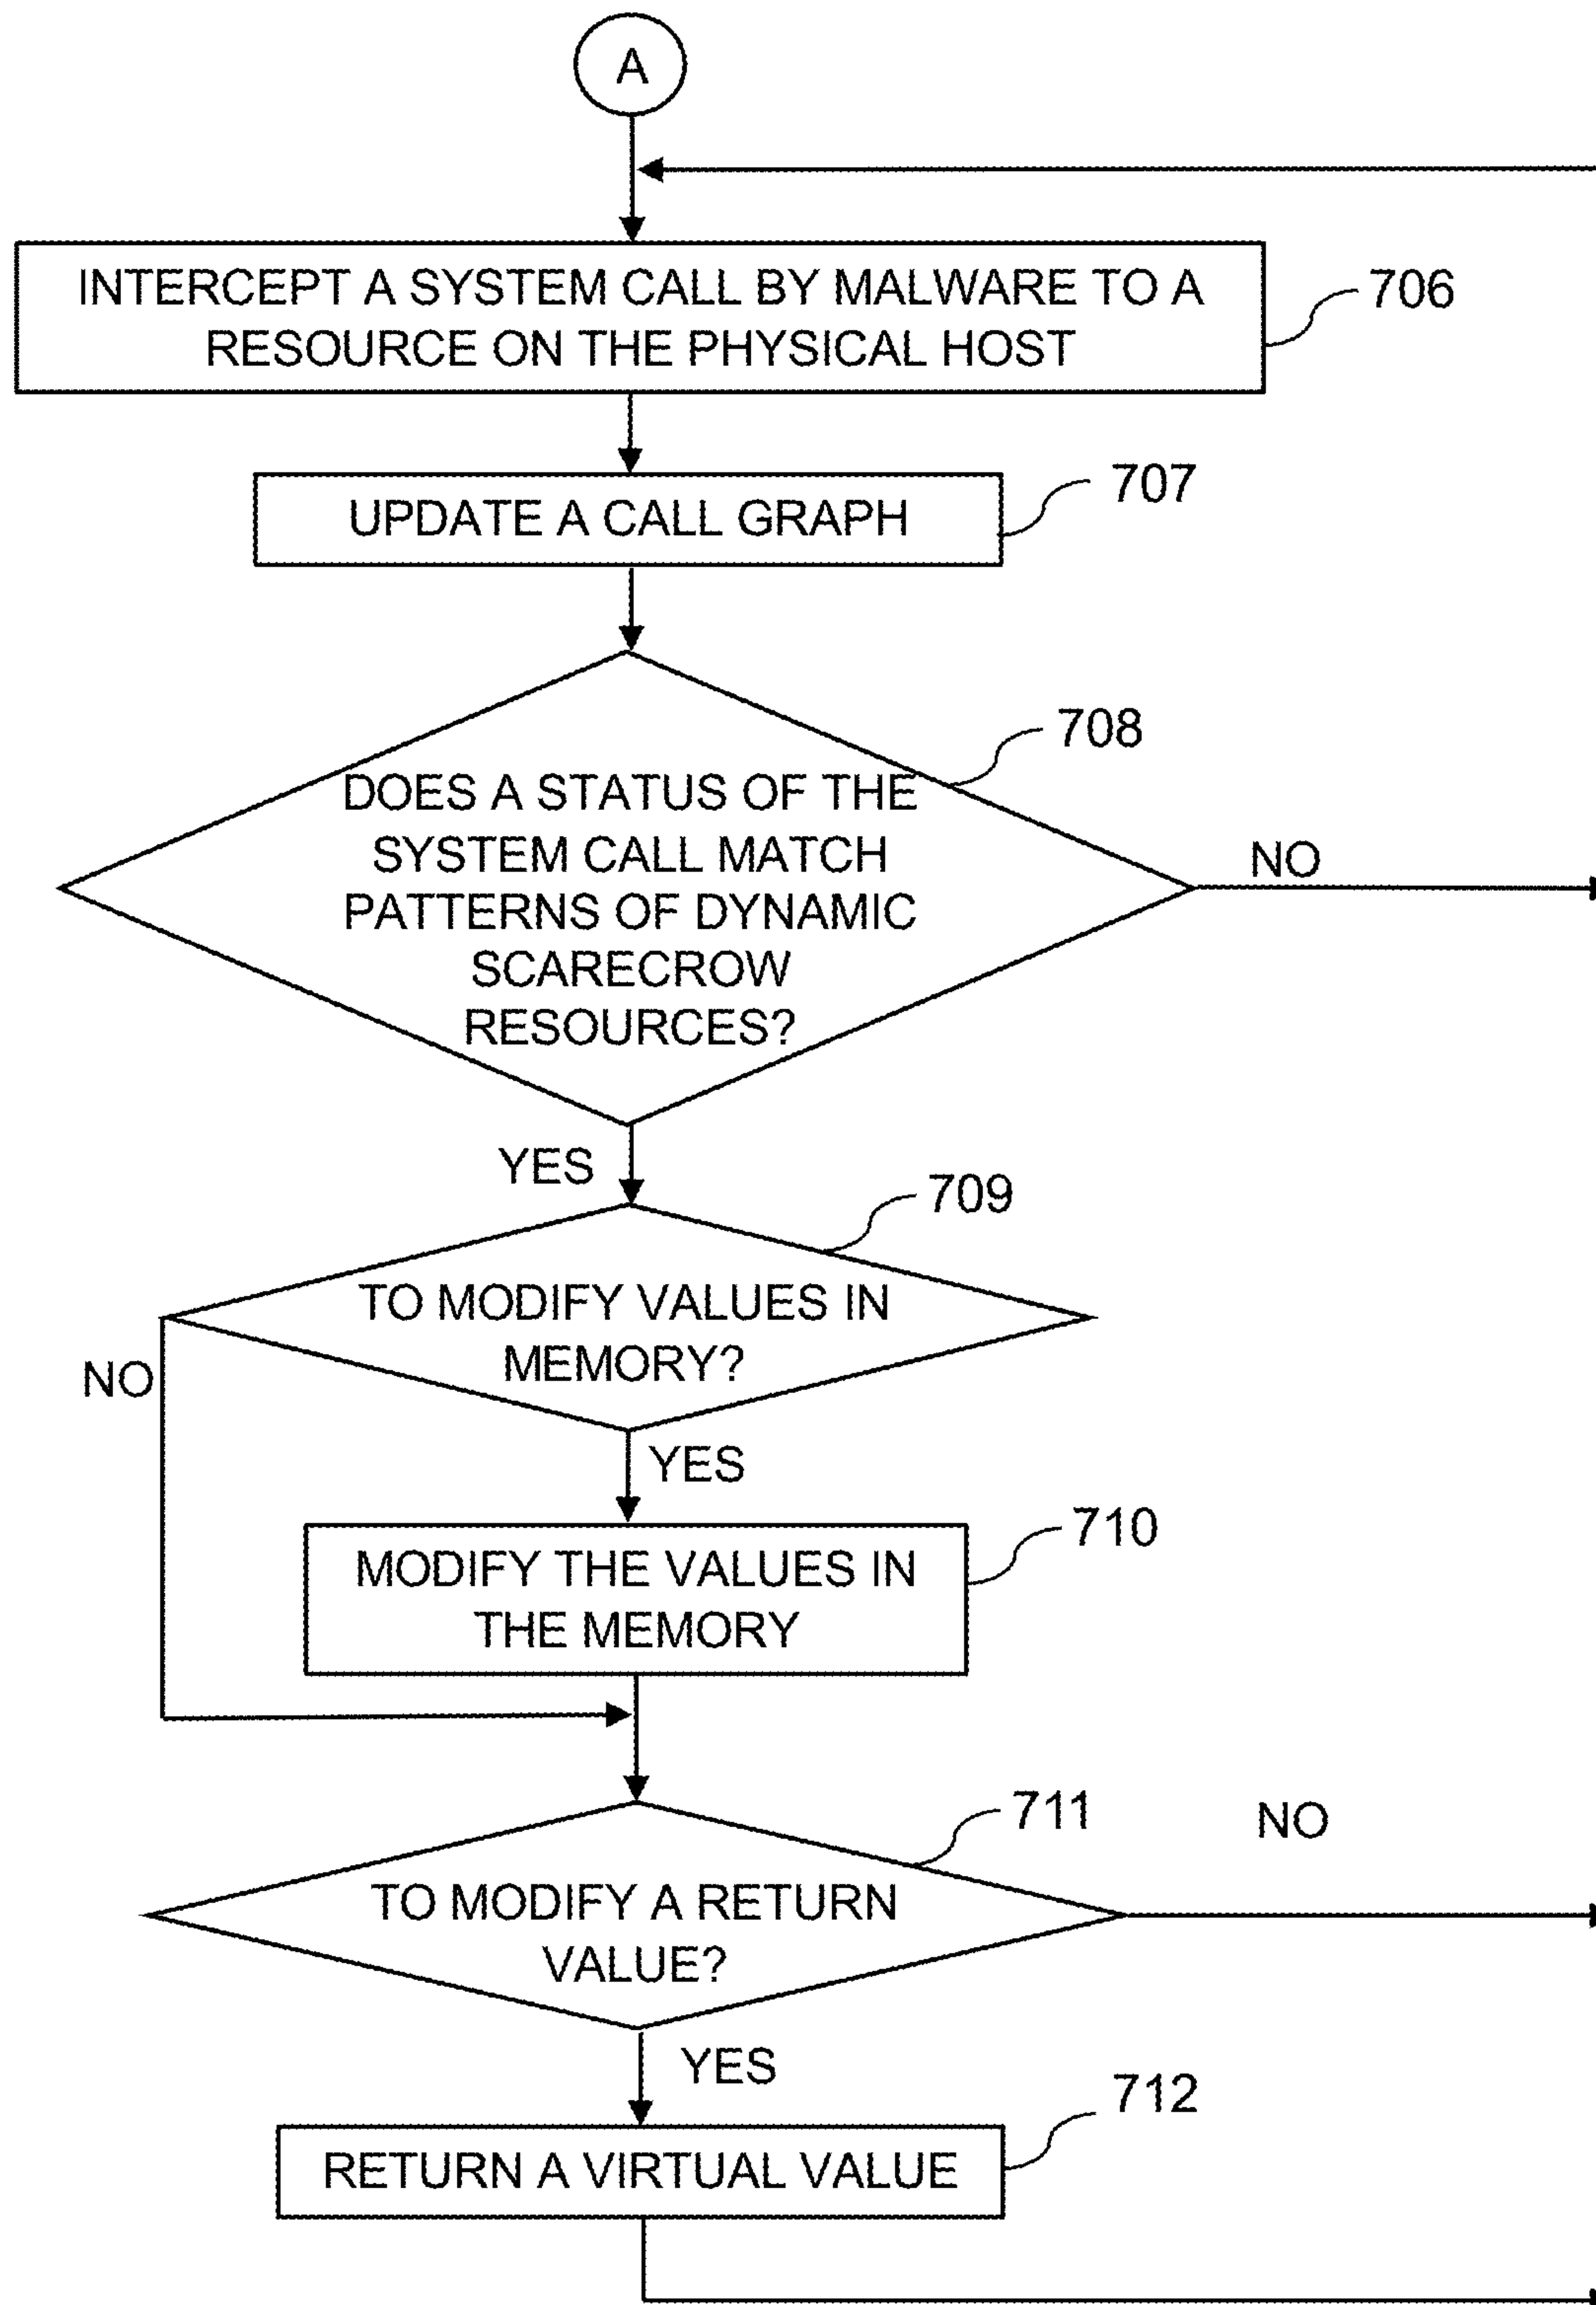 A
INTERCEPT A SYSTEM CALL BY MALWARE TO A
RESOURCE ON THE PHYSICAL HOST
706
UPDATE A CALL GRAPH
707
DOES A STATUS OF THE
SYSTEM CALL MATCH
PATTERNS OF DYNAMIC
SCARECROW
RESOURCES?
708
NO
YES
709
TO MODIFY VALUES IN
MEMORY?
NO
YES
710
MODIFY THE VALUES IN
THE MEMORY
711
NO
TO MODIFY A RETURN
VALUE?
YES
712
RETURN A VIRTUAL VALUE